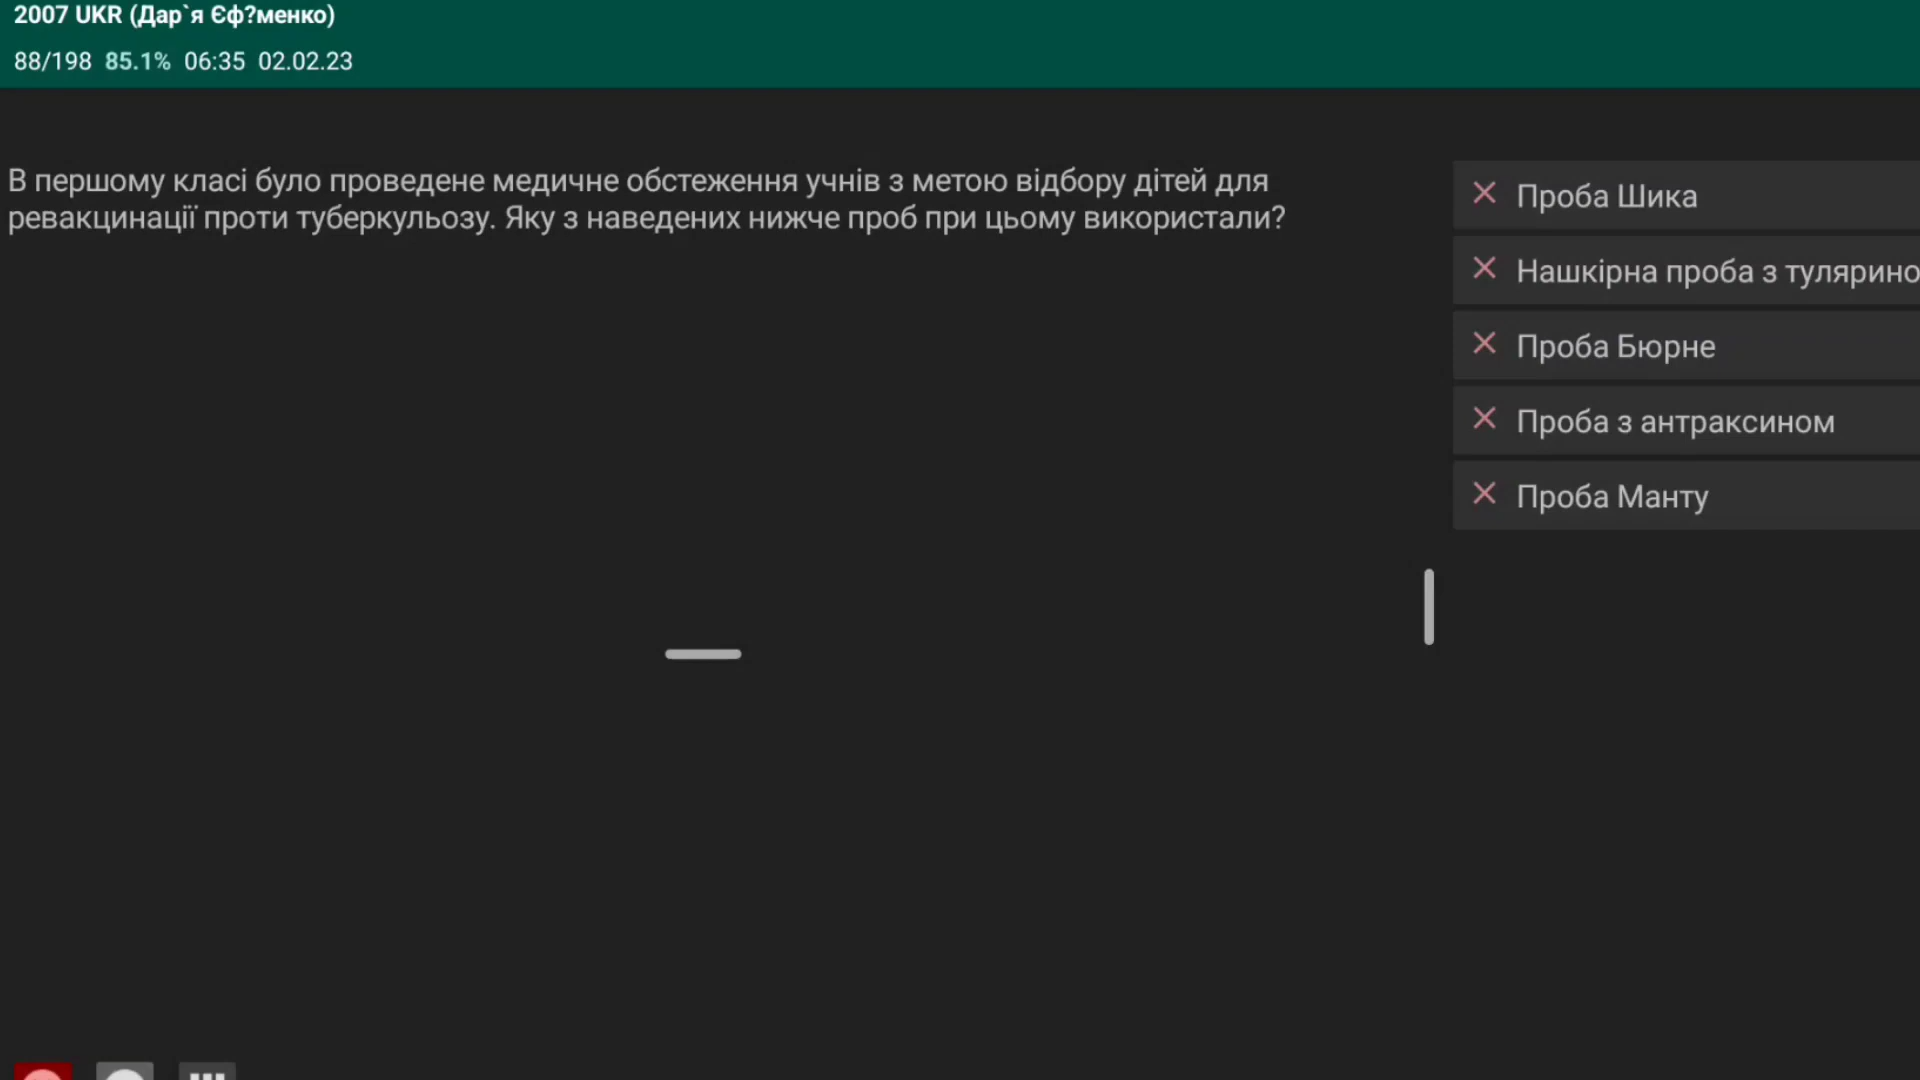 2007 UKR (Дар`я Єф?менко)
88/198 85.1% 06:35 02.02.23
В першому класі було проведене медичне обстеження учнів з метою відбору дітей для
ревакцинації проти туберкульозу. Яку з наведених нижче проб при цьому використали?
Проба Шика
Нашкірна проба з туляринo
Проба Бюрне
Проба з антраксином
Проба Манту